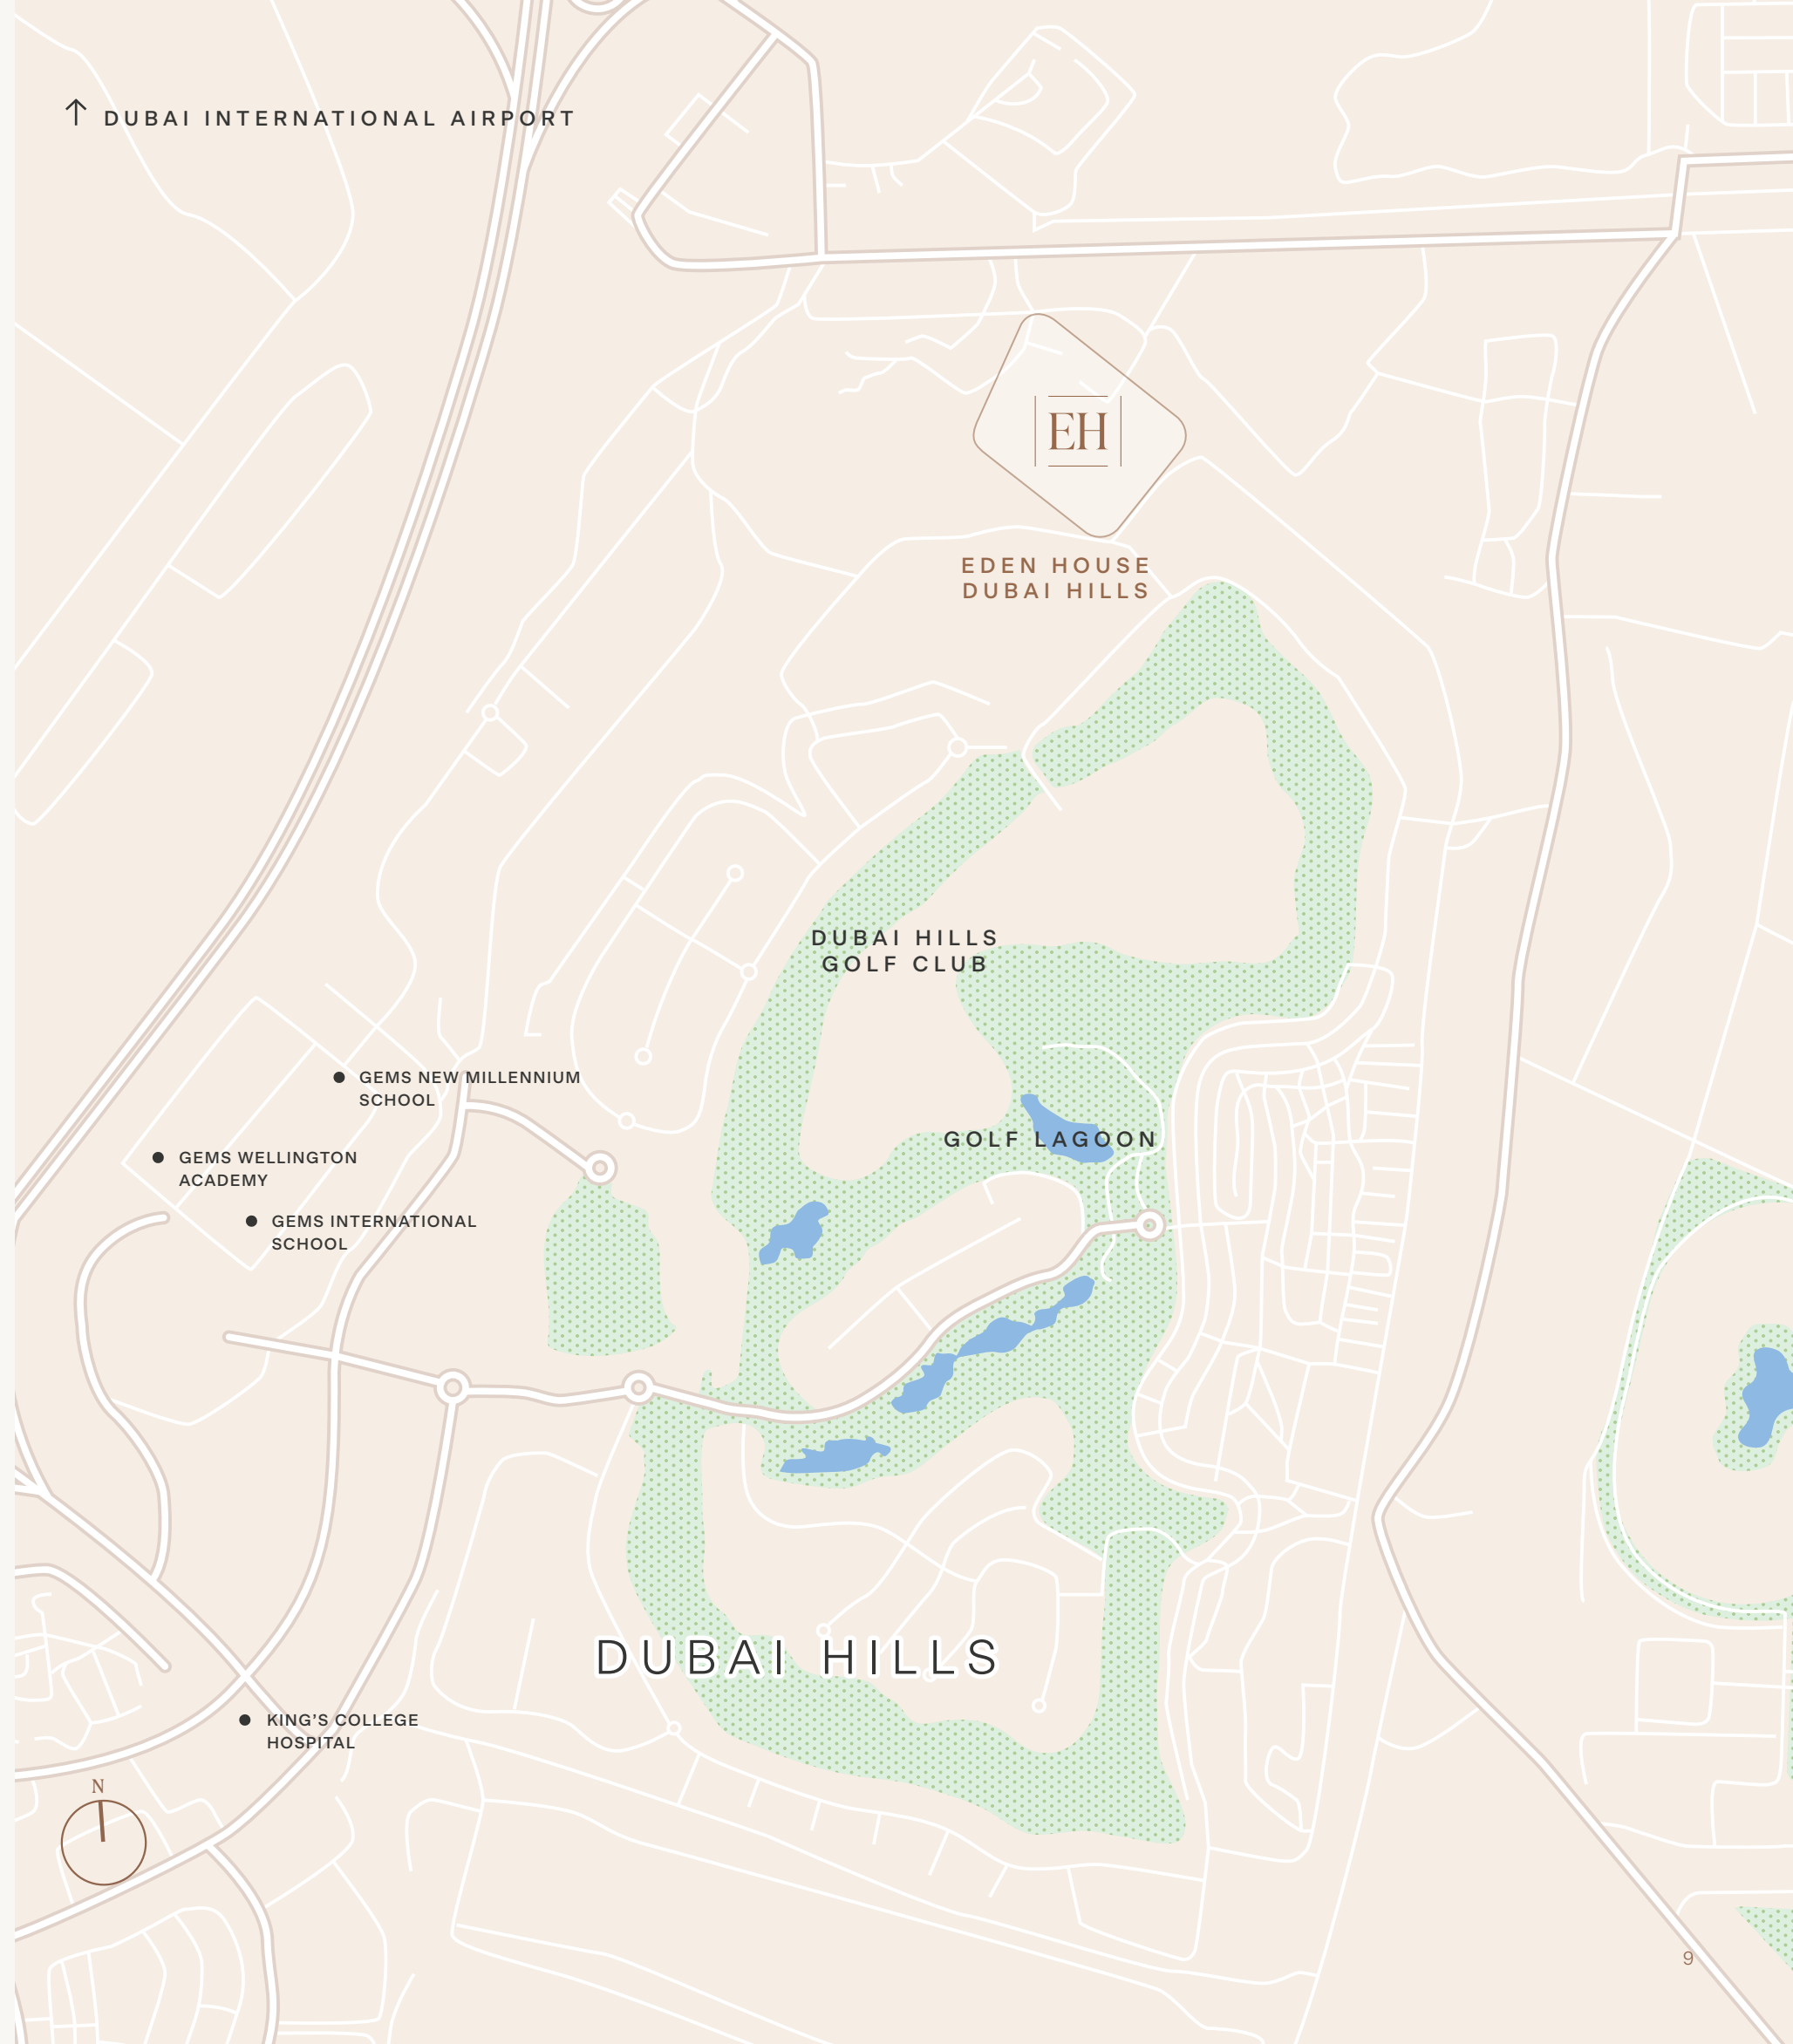 DUBAI INTERNATIONAL AIRPORT
EH
EDEN HOUSE
DUBAI HILLS
DUBAI HILLS
GOLF CLUB
GEMS NEW MILLENNIUM
SCHOOL
GOLF LAGOON
GEMS WELLINGTON
ACADEMY
GEMS INTERNATIONAL
SCHOOL
DUBAI HILLS
KING’S COLLEGE
HOSPITAL
N
9